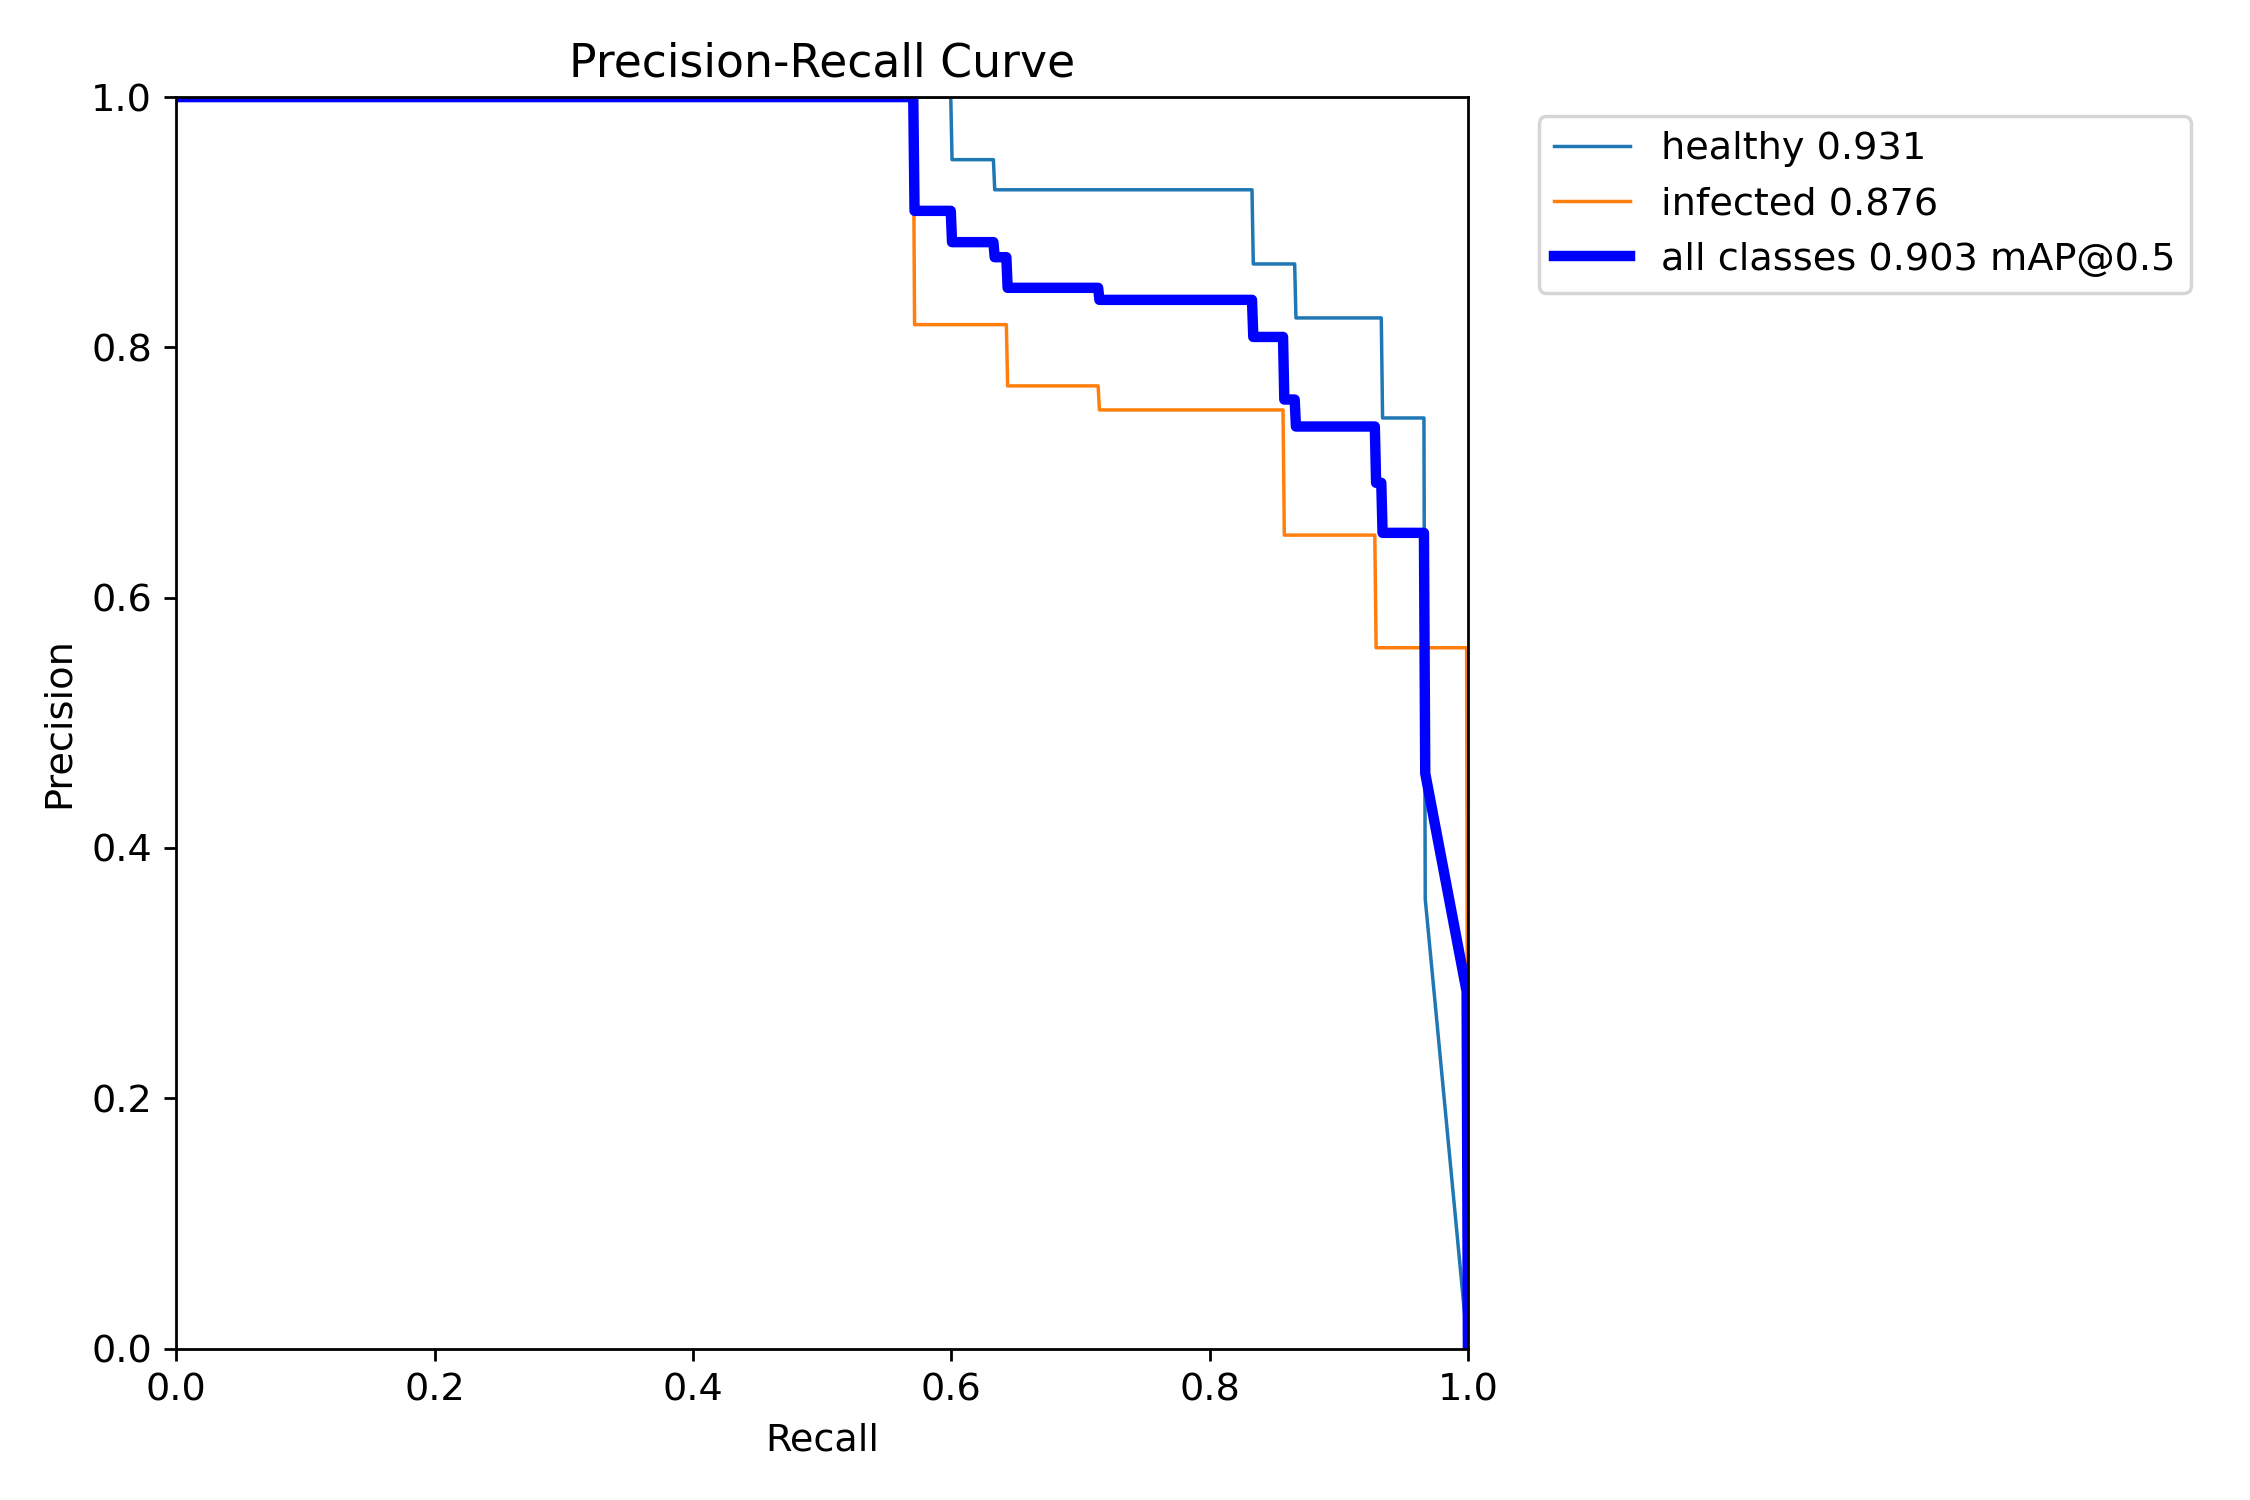 Precision-Recall Curve
1.0
0.8
0.6
0.4
0.2
0.0
Precision
0.0 0.2 0.4 0.6 0.8 1.0
Recall
healthy 0.931
infected 0.876
all classes 0.903 mAP@0.5